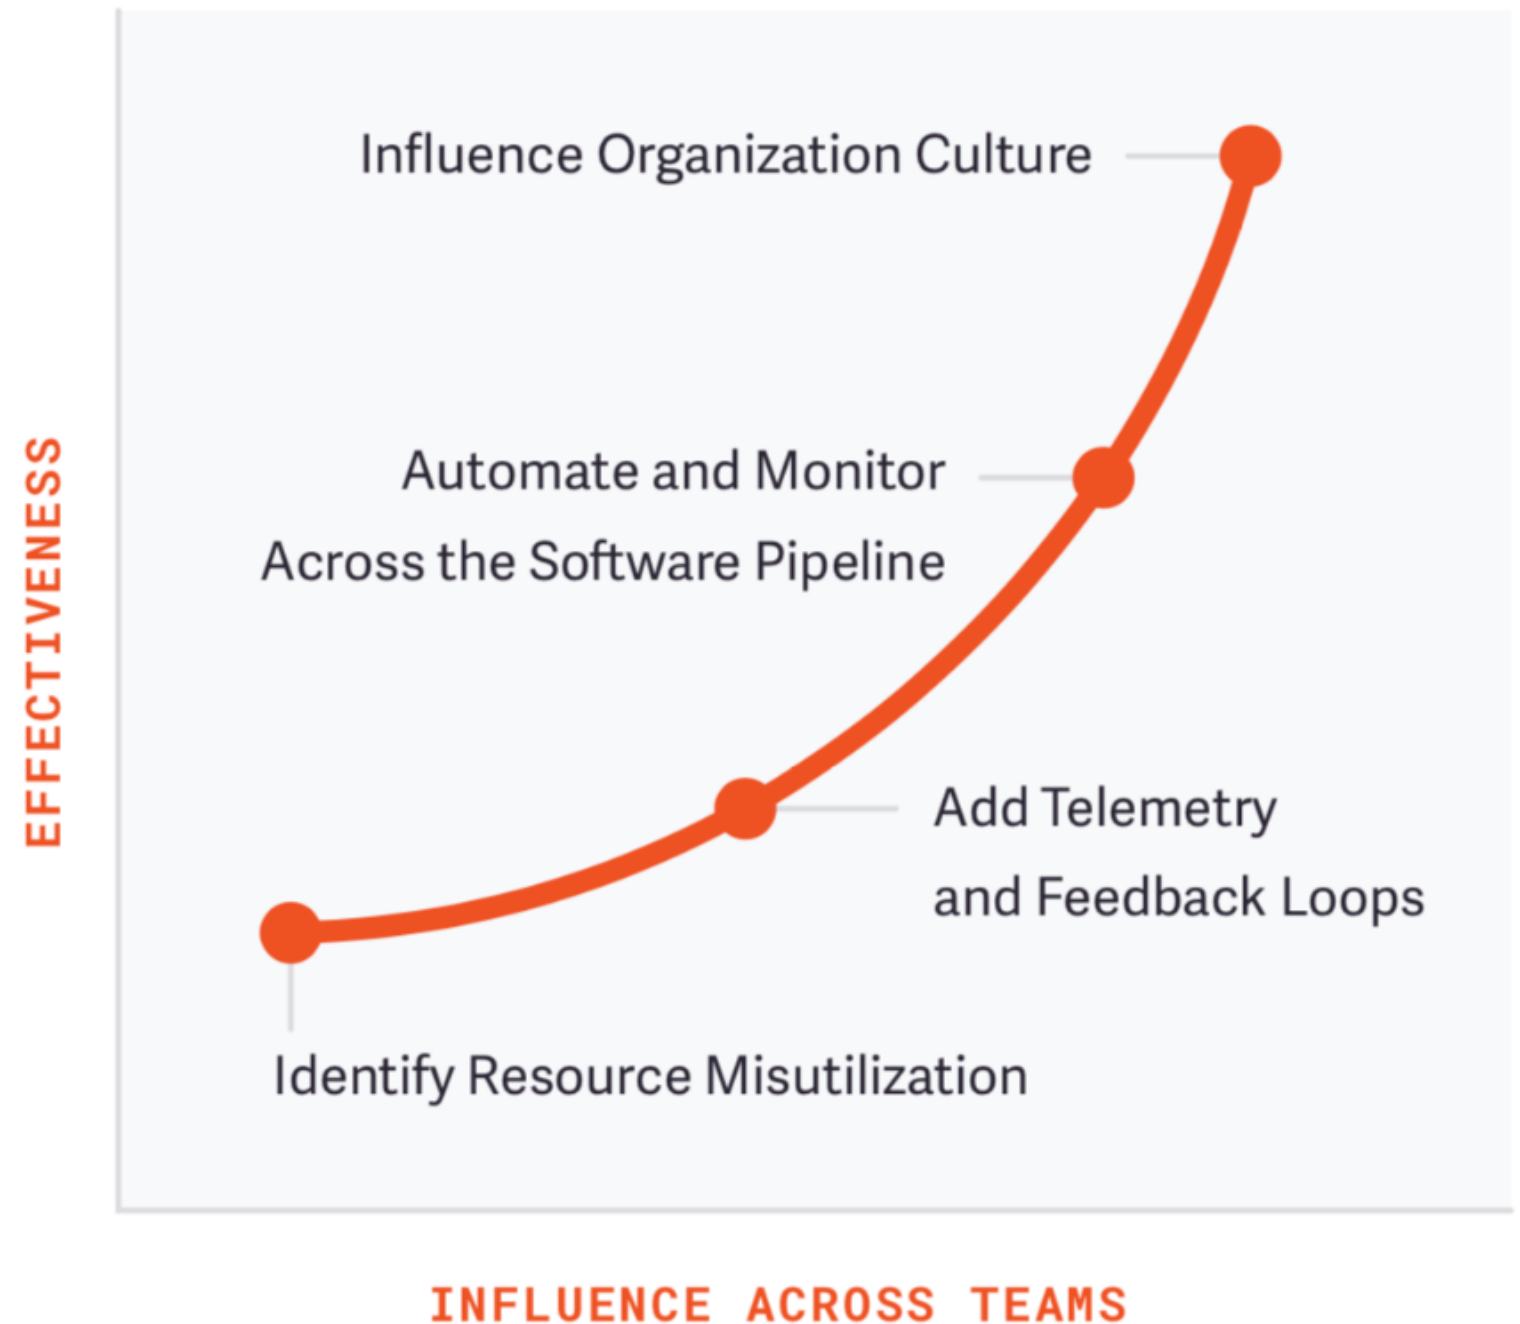 Influence Organization Culture
Automate and Monitor
Across the Software Pipeline
Add Telemetry
and Feedback Loops
Identify Resource Misutilization
EFFECTIVENESS
INFLUENCE ACROSS TEAMS